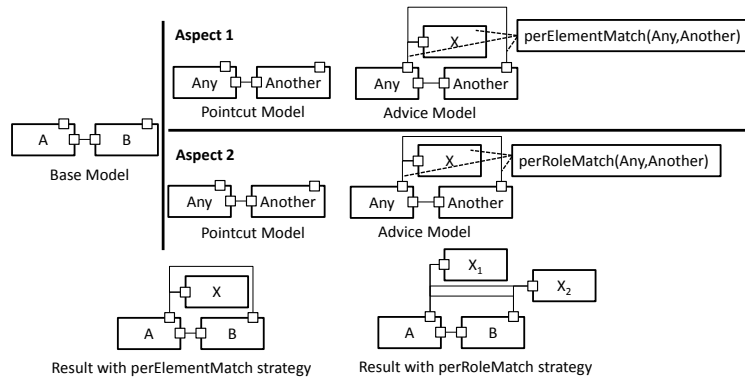 Aspect 1
X
perElementMatch(Any,Another)
Any
Another
Any
Another
Pointcut Model
Advice Model
A
B
Base Model
Aspect 2
X
perRoleMatch(Any,Another)
Any
Another
Any
Another
Pointcut Model
Advice Model
X
X1
X2
A
B
A
B
Result with perElementMatch strategy
Result with perRoleMatch strategy